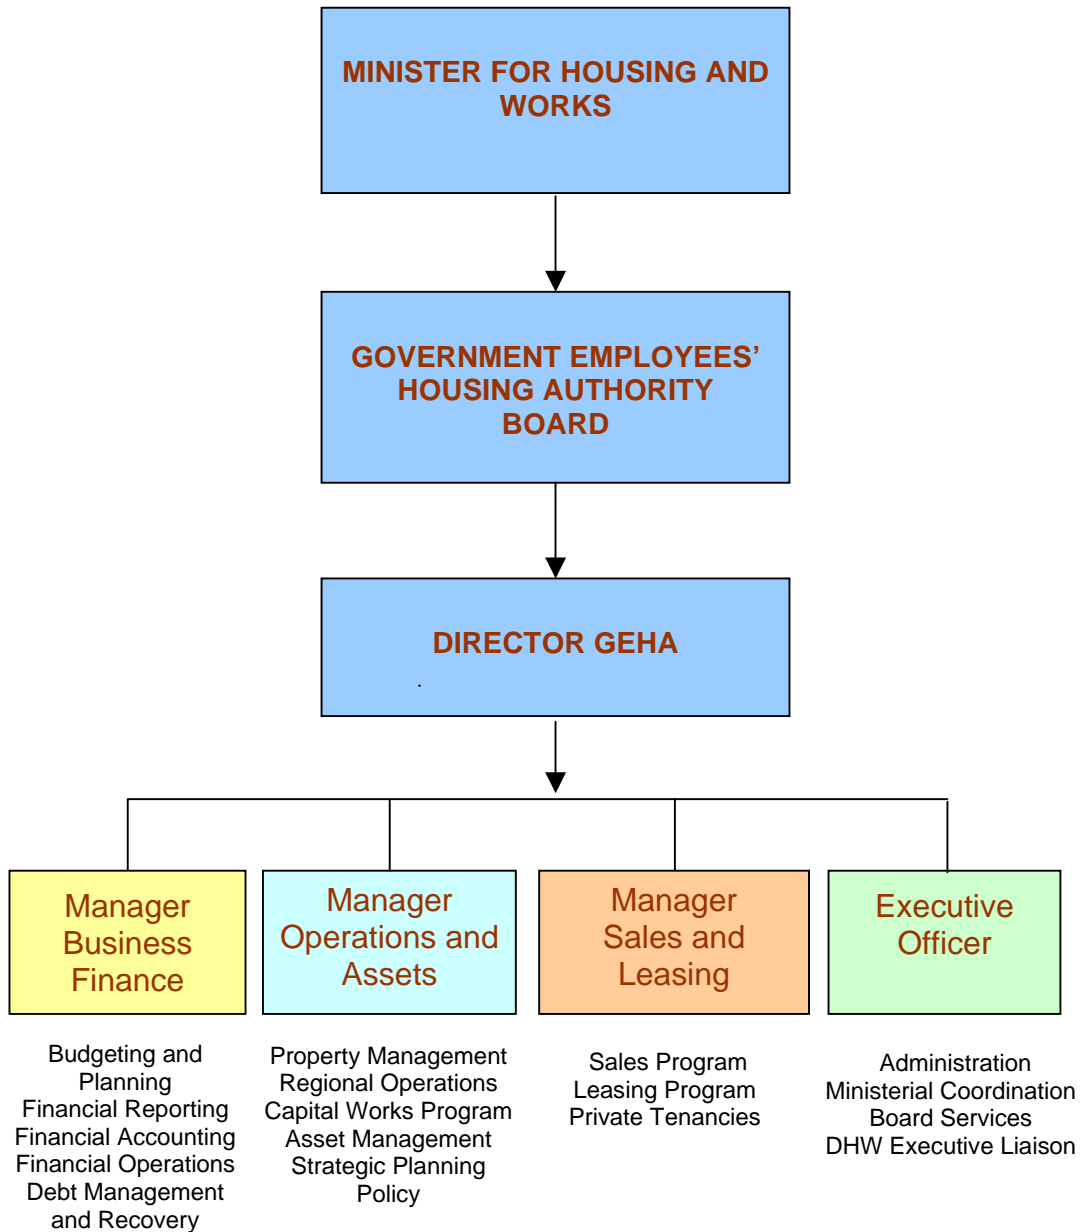 MINISTER FOR HOUSING AND
WORKS
GOVERNMENT EMPLOYEES’
HOUSING AUTHORITY
BOARD
DIRECTOR GEHA
.
Manager
Business
Finance
Manager
Operations and
Assets
Manager
Sales and
Leasing
Executive
Officer
Budgeting and
Planning
Financial Reporting
Financial Accounting
Financial Operations
Debt Management
and Recovery
Property Management
Regional Operations
Capital Works Program
Asset Management
Strategic Planning
Policy
Sales Program
Leasing Program
Private Tenancies
Administration
Ministerial Coordination
Board Services
DHW Executive Liaison